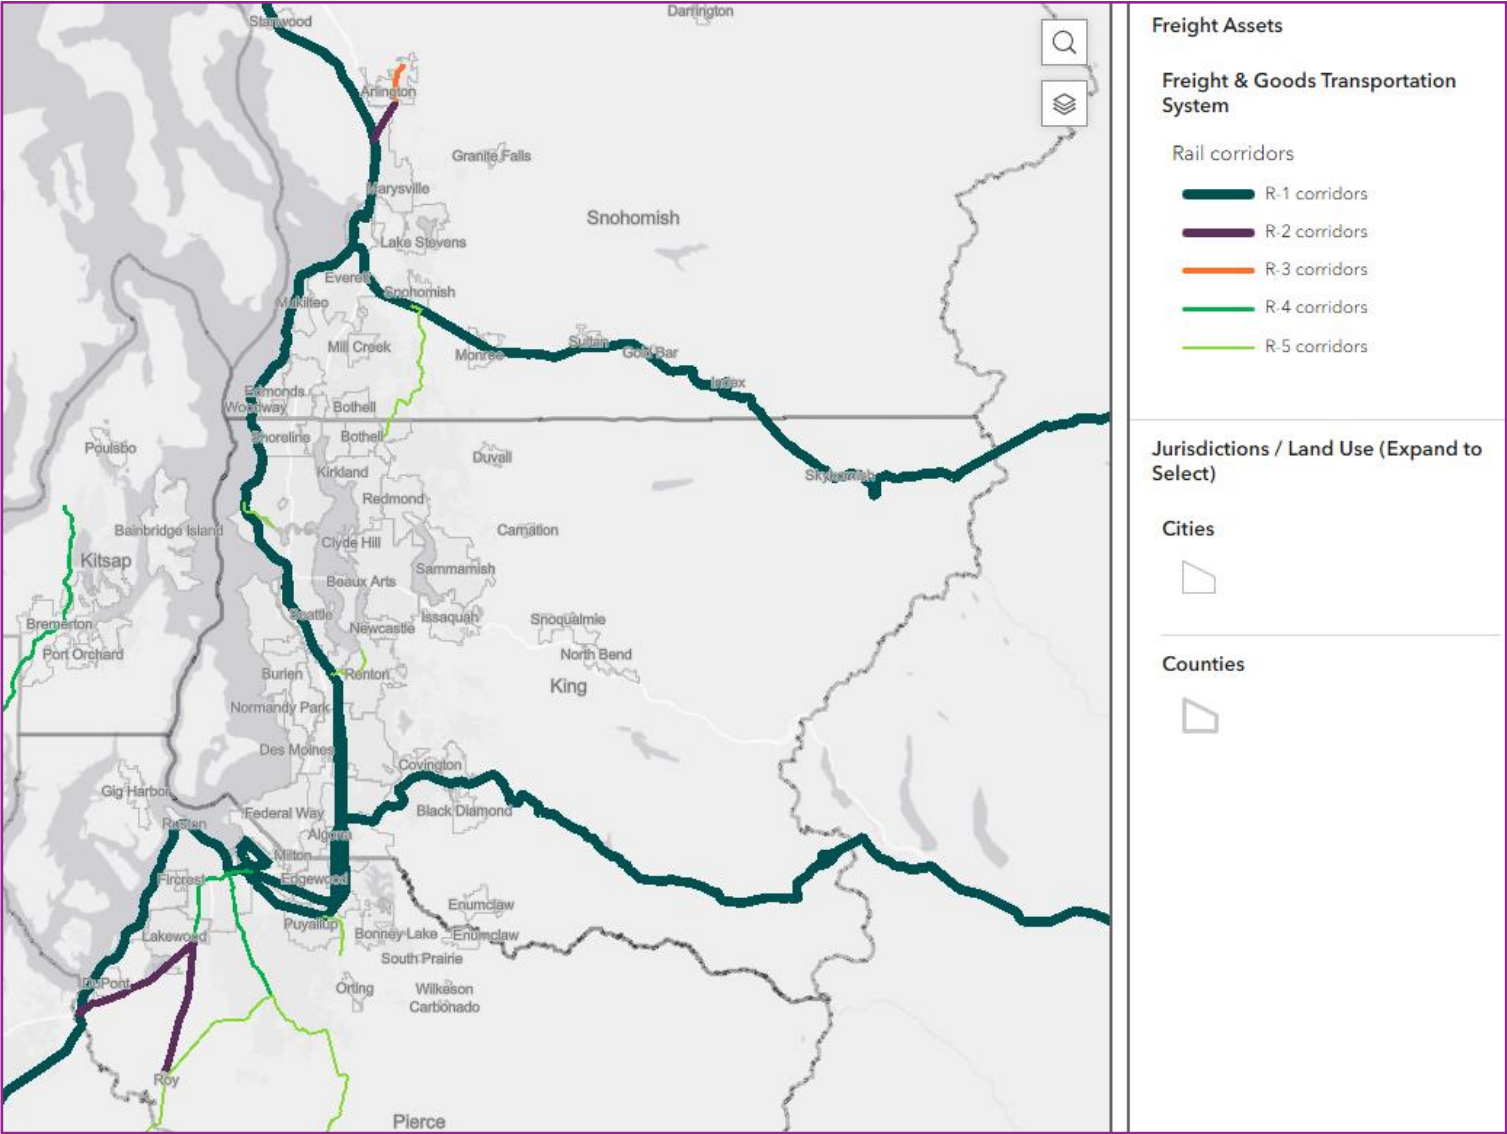 Stanwood
Darrington
Arlington
Granite Falls
Marysville
Snohomish
Lake Stevens
Everett
Snohomish
Mukilteo
Mill Creek
Monroe
Sultan
Gold Bar
Index
Edmonds
Woodway
Bothell
Shoreline
Bothell
Poulsbo
Duvall
Kirkland
Skykomish
Redmond
Bainbridge Island
Carnation
Clyde Hill
Kitsap
Sammamish
Beaux Arts
Bremerton
Seattle
Issaquah
Snoqualmie
Newcastle
Port Orchard
North Bend
Burien
Renton
King
Normandy Park
Des Moines
Covington
Gig Harbor
Federal Way
Black Diamond
Ruston
Algona
Milton
Fircrest
Edgewood
Enumclaw
Puyallup
Lakewood
Bonney Lake
Enumclaw
South Prairie
DuPont
Orting
Wilkeson
Carbonado
Roy
Pierce
Freight Assets
Freight & Goods Transportation
System
Rail corridors
R-1 corridors
R-2 corridors
R-3 corridors
R-4 corridors
R-5 corridors
Jurisdictions / Land Use (Expand to
Select)
Cities
Counties